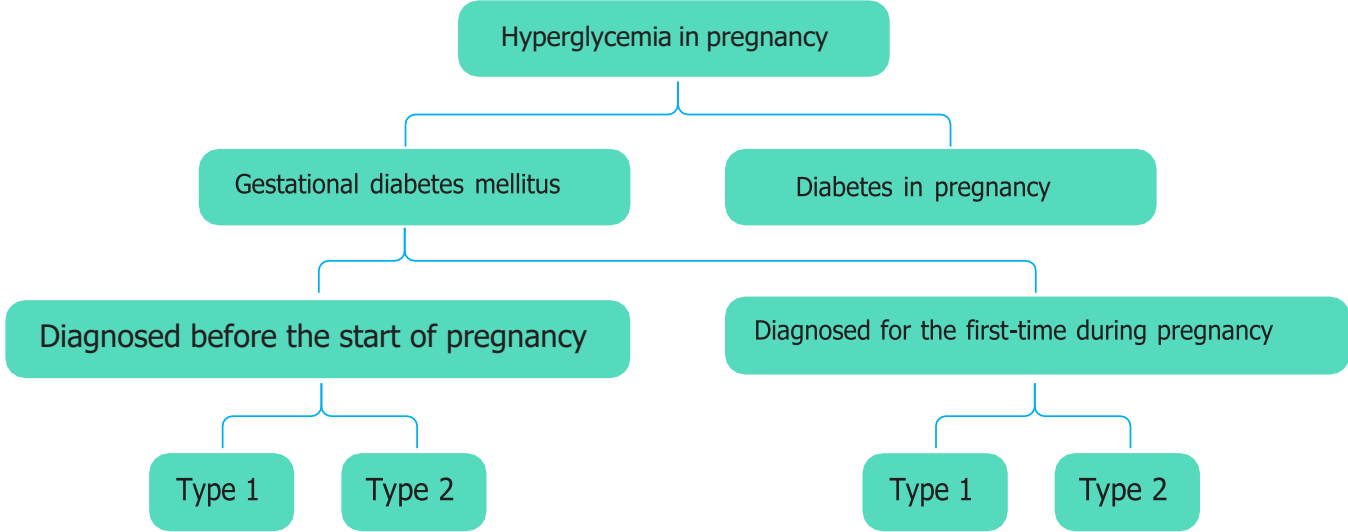 Hyperglycemia in pregnancy
Gestational diabetes mellitus
Diabetes in pregnancy
Diagnosed before the start of pregnancy
Diagnosed for the first-time during pregnancy
Type 1
Type 2
Type 1
Type 2